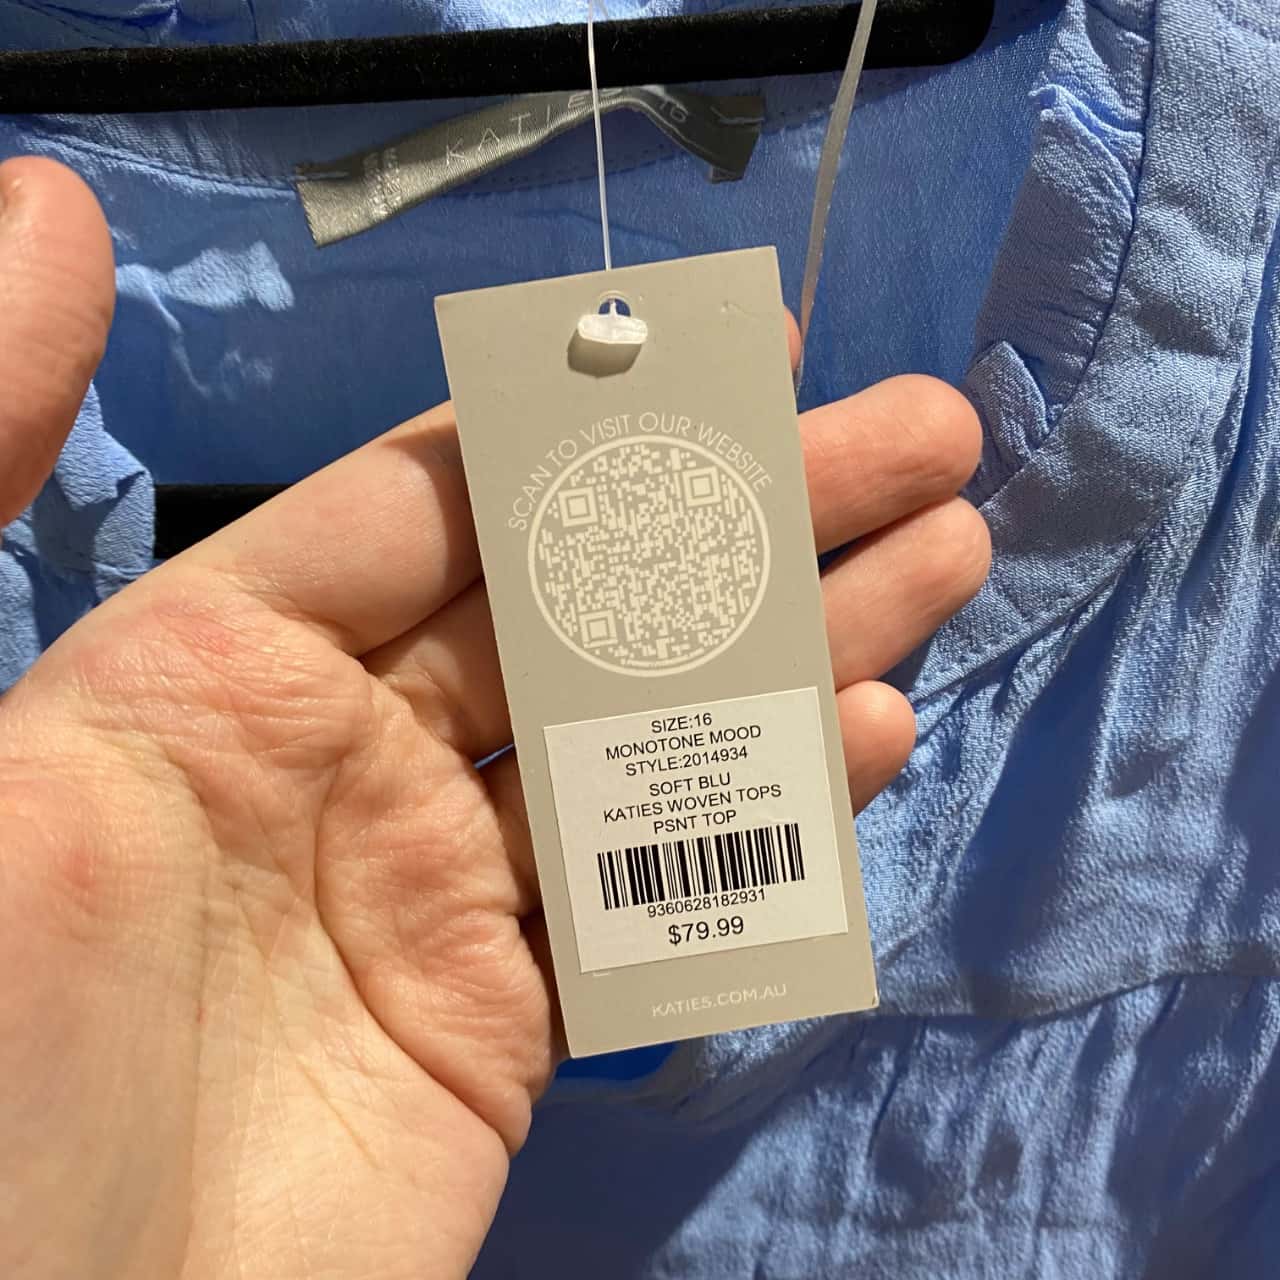 KATIES 16
SCAN TO VISIT OUR WEBSITE
SIZE:16
MONOTONE MOOD
STYLE:2014934
SOFT BLU
KATIES WOVEN TOPS
PSNT TOP
9360628182931
$79.99
KATIES.COM.AU